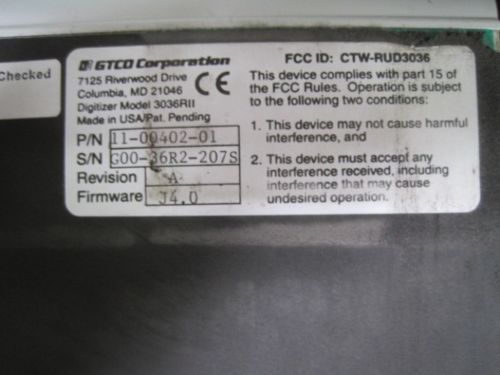 Checked
GTCO Corporation
7125 Riverwood Drive
Columbia, MD 21046
Digitizer Model 3036RII
Made in USA/Pat. Pending
CE
P/N 11-00402-01
S/N G00-36R2-207S
Revision A
Firmware J4.0
FCC ID: CTW-RUD3036
This device complies with part 15 of
the FCC Rules. Operation is subject
to the following two conditions:
1. This device may not cause harmful
interference, and
2. This device must accept any
interference received, including
interference that may cause
undesired operation.